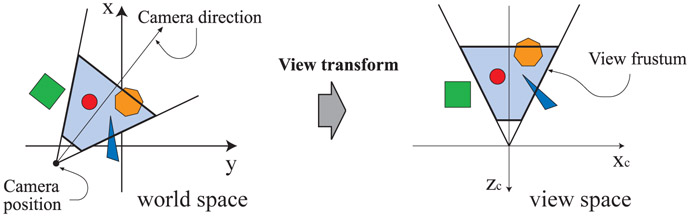 x
Camera direction
y
Camera
position
world space
View transform
View frustum
xc
zc
view space